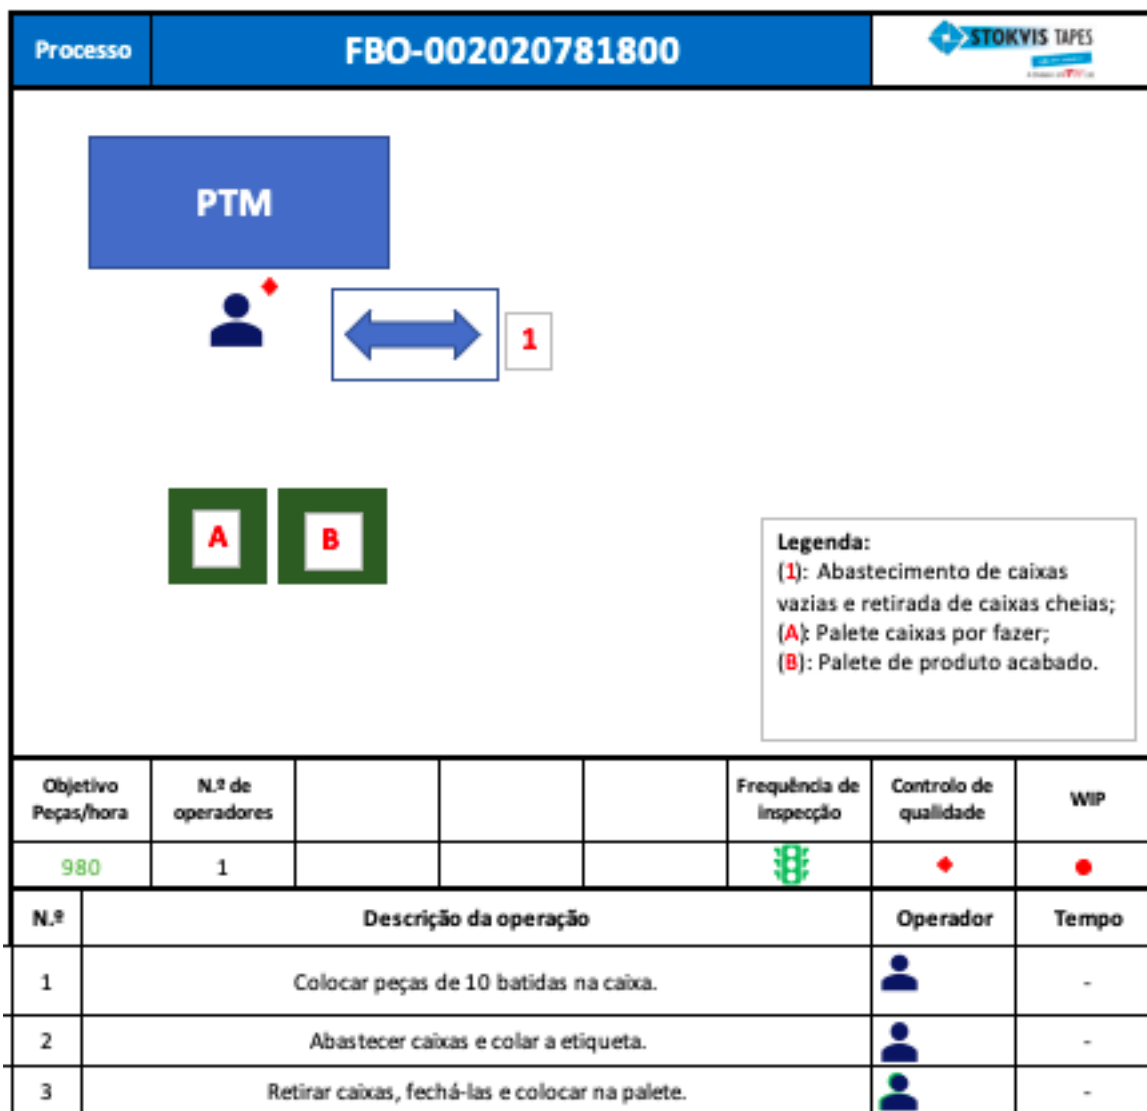 Processo
FBO-002020781800
STOKVIS TAPES
PTM
1
A
B
Legenda:
(1): Abastecimento de caixas
vazias e retirada de caixas cheias;
(A): Palete caixas por fazer;
(B): Palete de produto acabado.
Objetivo
Peças/hora
N.º de
operadores
Frequência de
inspecção
Controlo de
qualidade
WIP
980
1
N.º
Descrição da operação
Operador
Tempo
1
Colocar peças de 10 batidas na caixa.
-
2
Abastecer caixas e colar a etiqueta.
-
3
Retirar caixas, fechá-las e colocar na palete.
-